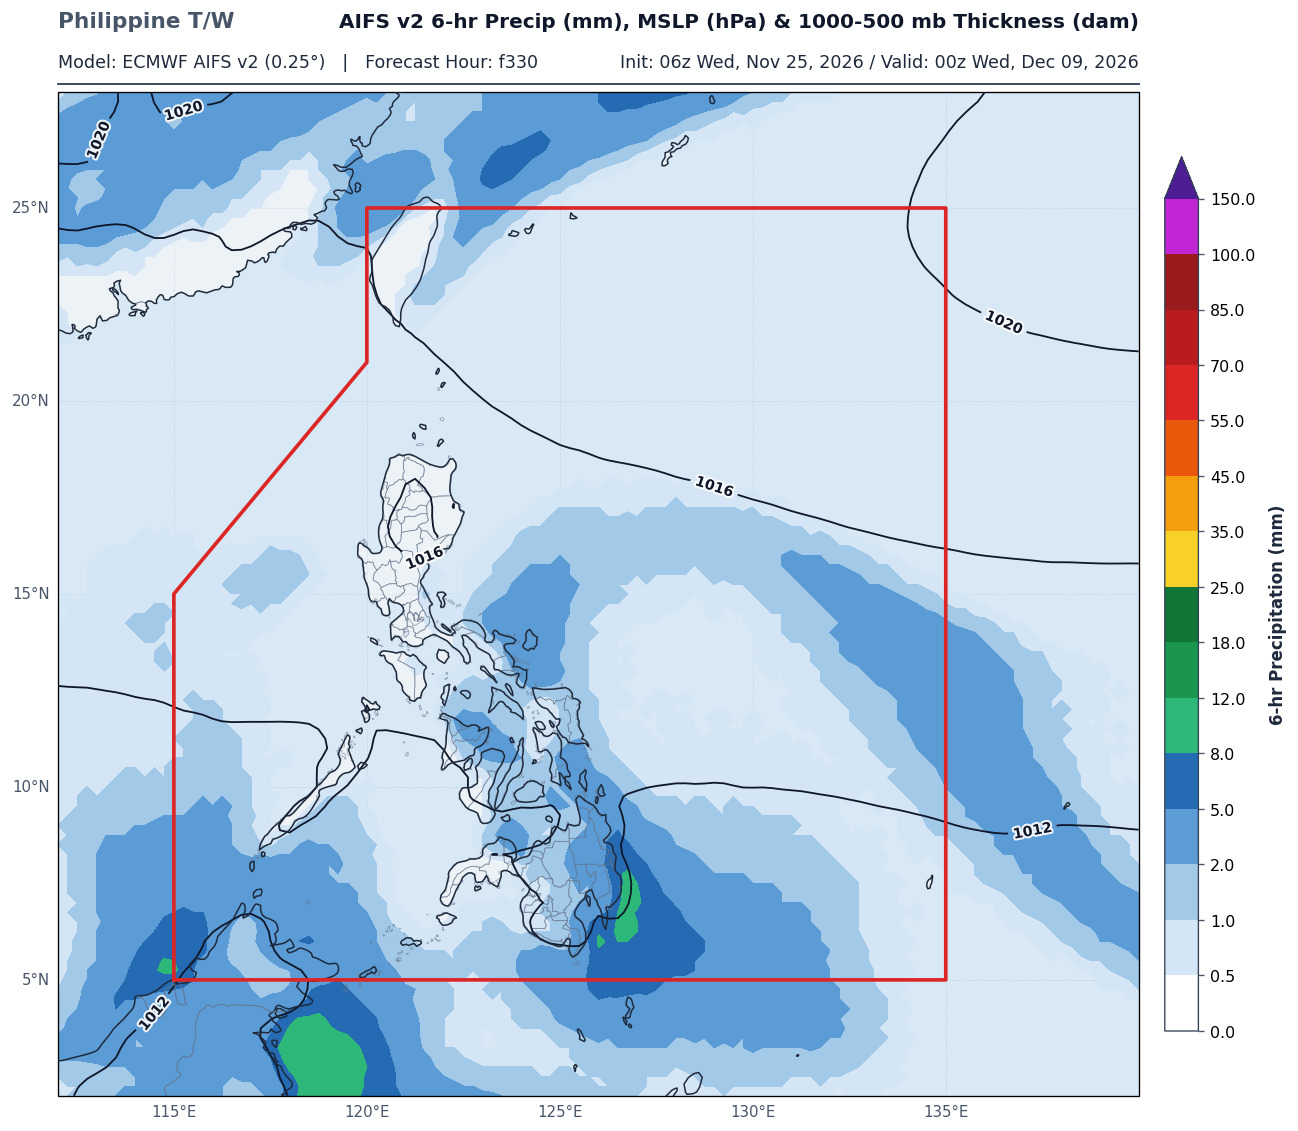 Philippine T/W
AIFS v2 6-hr Precip (mm), MSLP (hPa) & 1000-500 mb Thickness (dam)
Model: ECMWF AIFS v2 (0.25°) | Forecast Hour: f330
Init: 06z Wed, Nov 25, 2026 / Valid: 00z Wed, Dec 09, 2026
1020
1020
1020
1016
1016
1012
1012
25°N
20°N
15°N
10°N
5°N
115°E
120°E
125°E
130°E
135°E
150.0
100.0
85.0
70.0
55.0
45.0
35.0
25.0
18.0
12.0
8.0
5.0
2.0
1.0
0.5
0.0
6-hr Precipitation (mm)